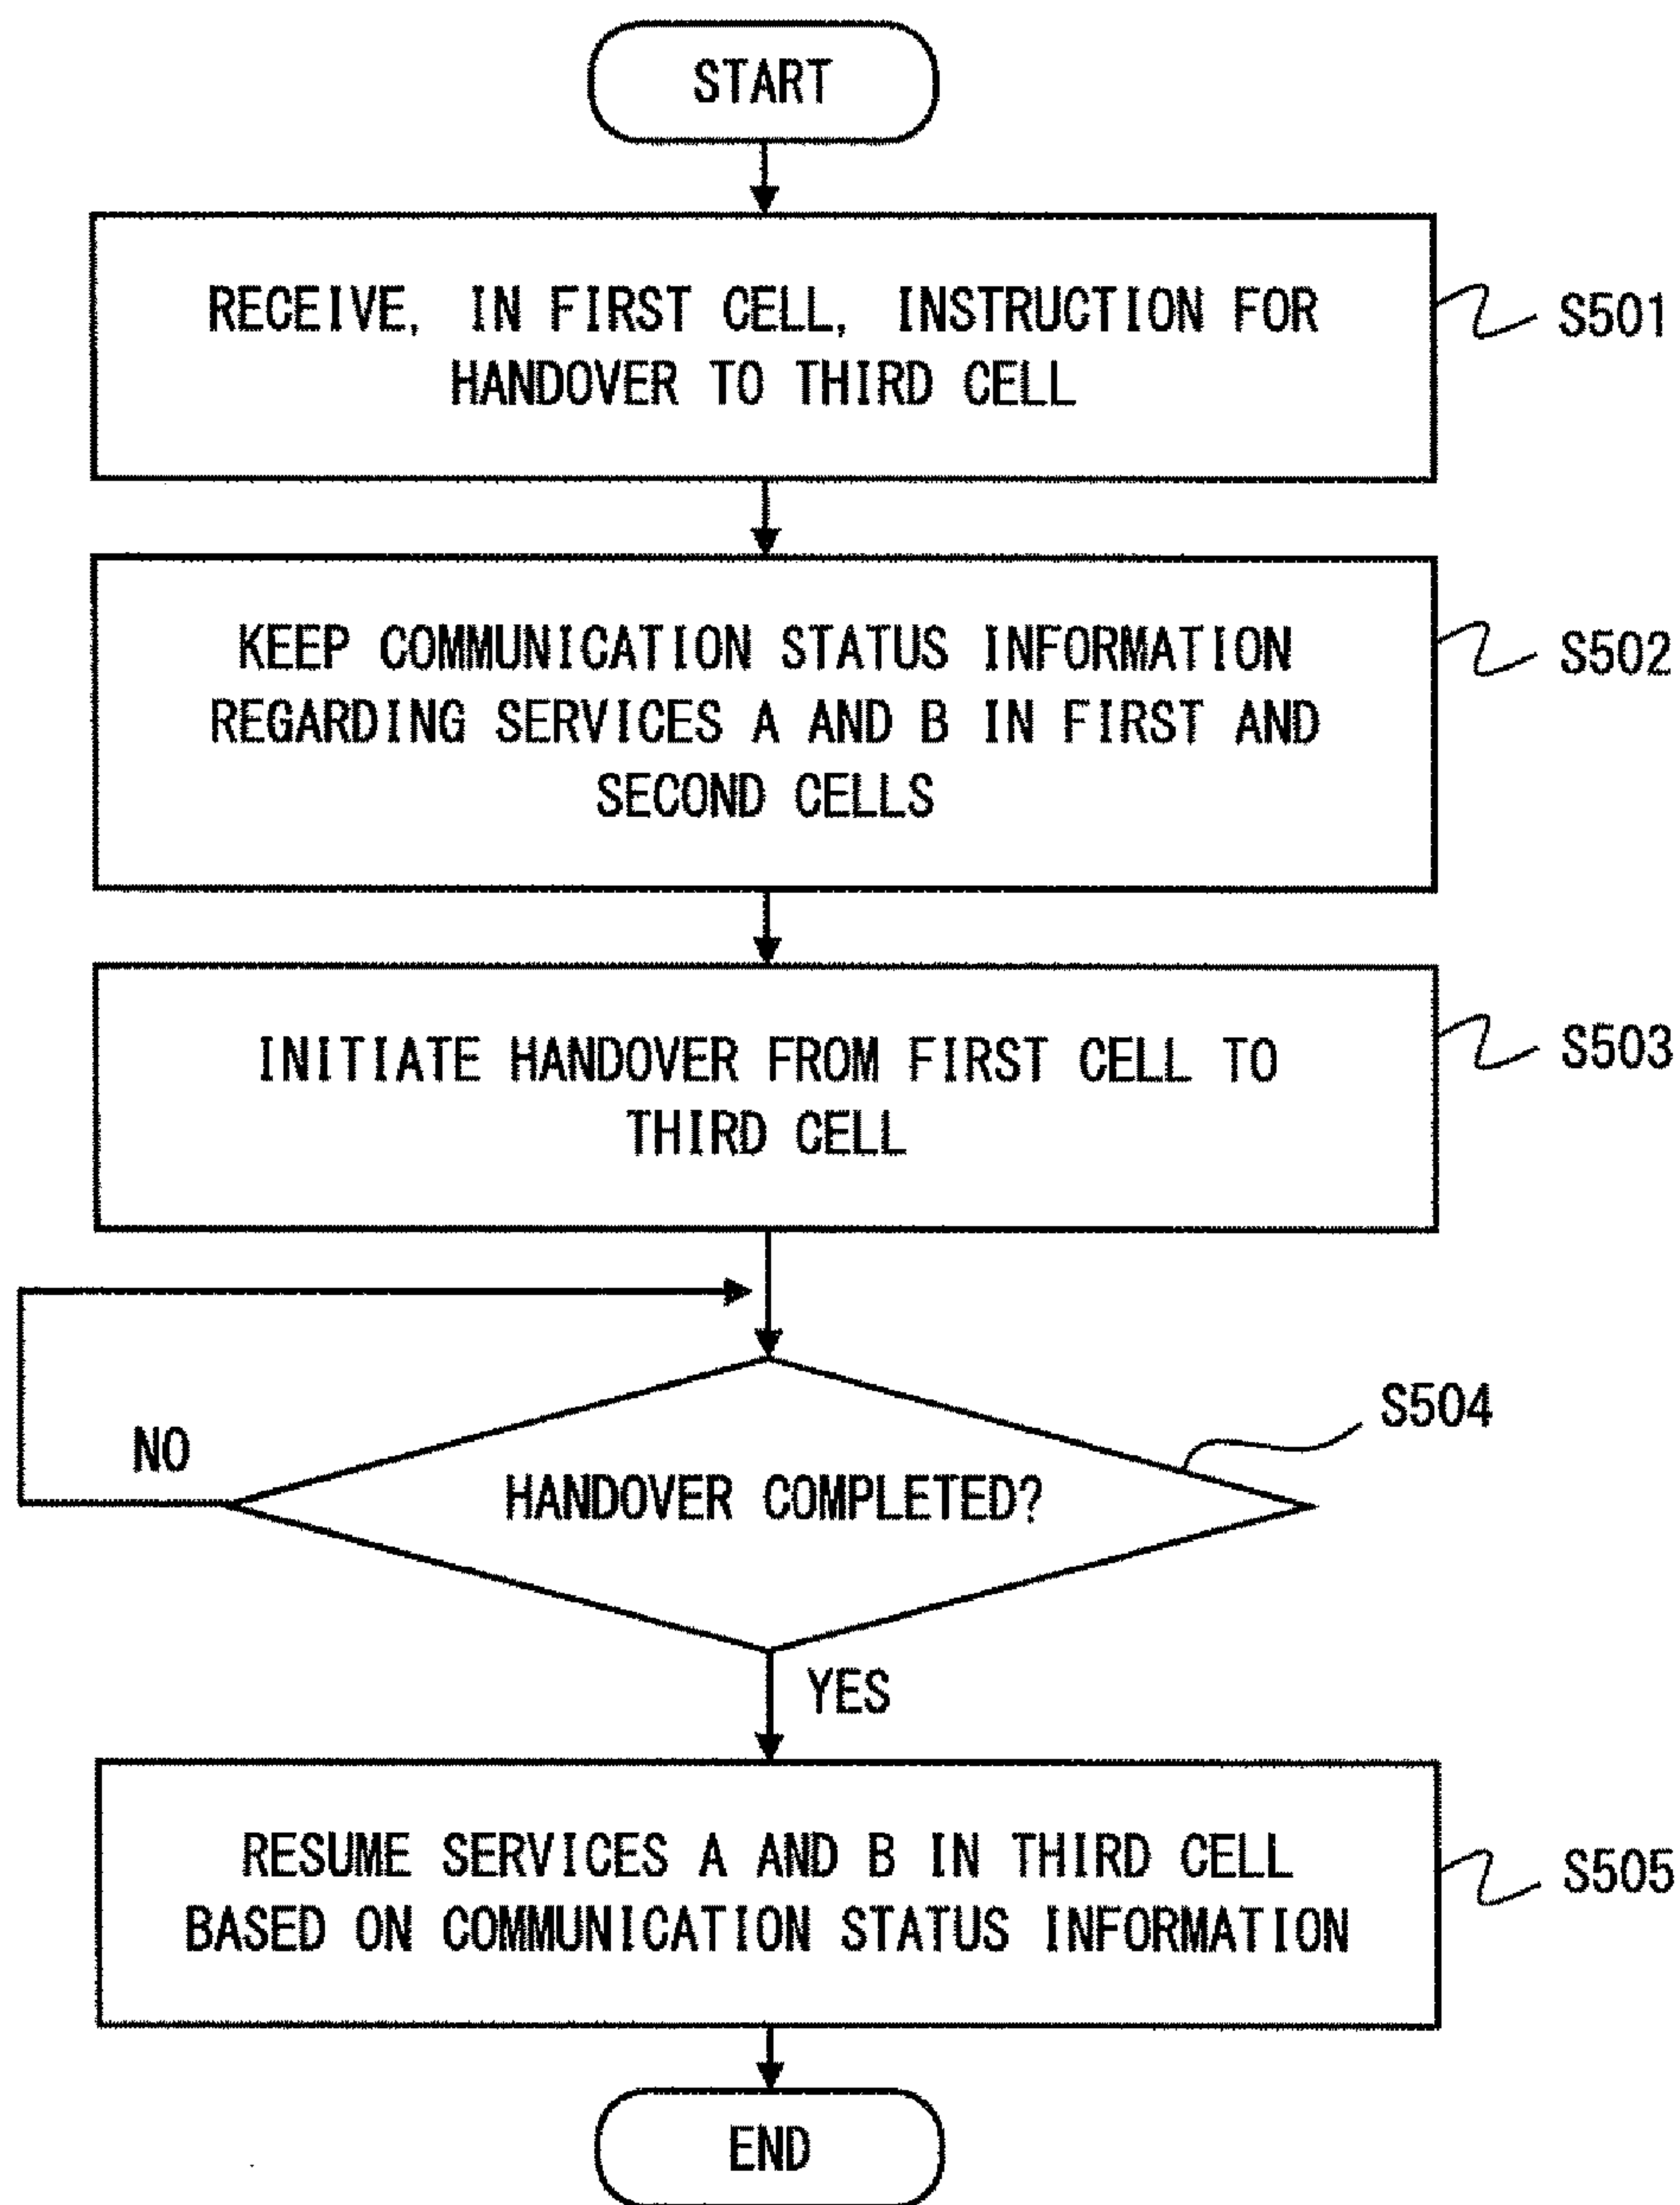 START
RECEIVE, IN FIRST CELL, INSTRUCTION FOR
HANDOVER TO THIRD CELL
S501
KEEP COMMUNICATION STATUS INFORMATION
REGARDING SERVICES A AND B IN FIRST AND
SECOND CELLS
S502
INITIATE HANDOVER FROM FIRST CELL TO
THIRD CELL
S503
NO
HANDOVER COMPLETED?
S504
YES
RESUME SERVICES A AND B IN THIRD CELL
BASED ON COMMUNICATION STATUS INFORMATION
S505
END